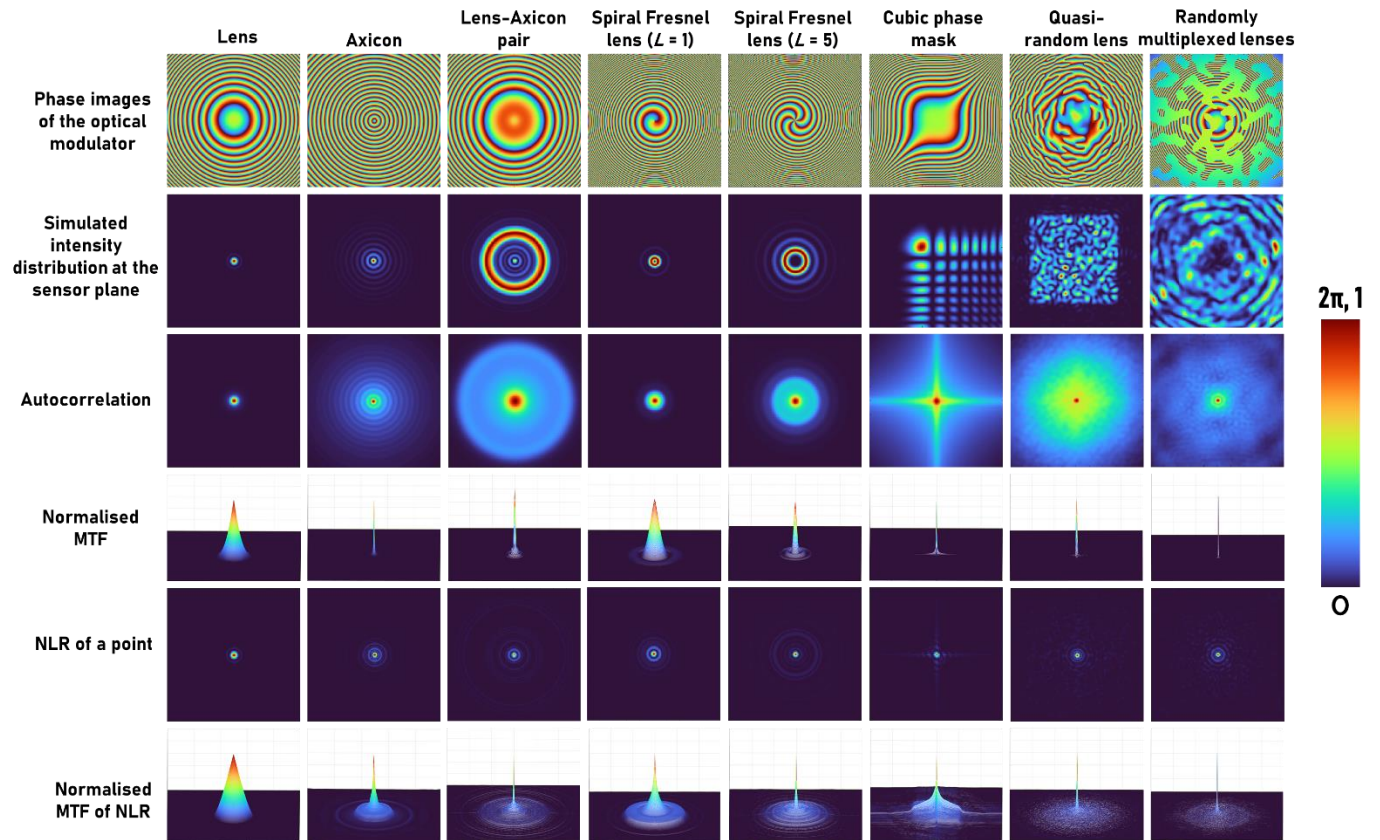 Lens
Axicon
Lens-Axicon
pair
Spiral Fresnel
lens (L = 1)
Spiral Fresnel
lens (L = 5)
Cubic phase
mask
Quasi-
random lens
Randomly
multiplexed lenses
Phase images
of the optical
modulator
Simulated
intensity
distribution at the
sensor plane
Autocorrelation
Normalised
MTF
NLR of a point
Normalised
MTF of NLR
2π, 1
0